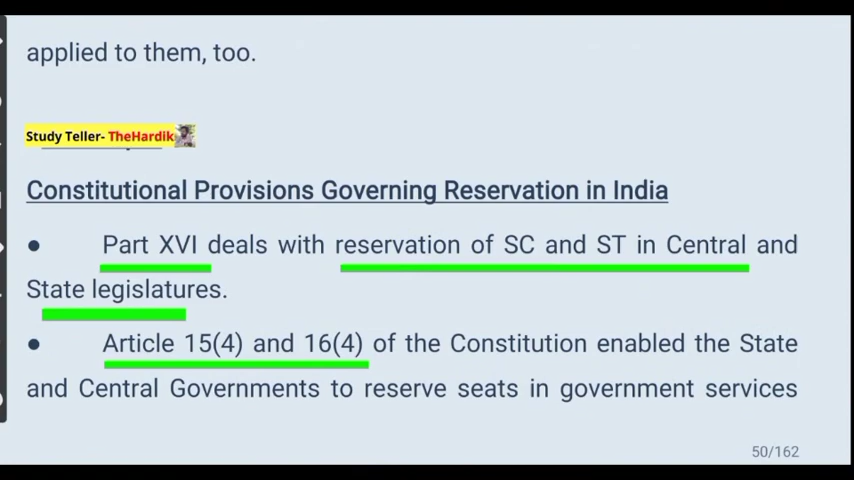 applied to them, too.
Study Teller- TheHardik
Constitutional Provisions Governing Reservation in India
● Part XVI deals with reservation of SC and ST in Central and
State legislatures.
● Article 15(4) and 16(4) of the Constitution enabled the State
and Central Governments to reserve seats in government services
50/162